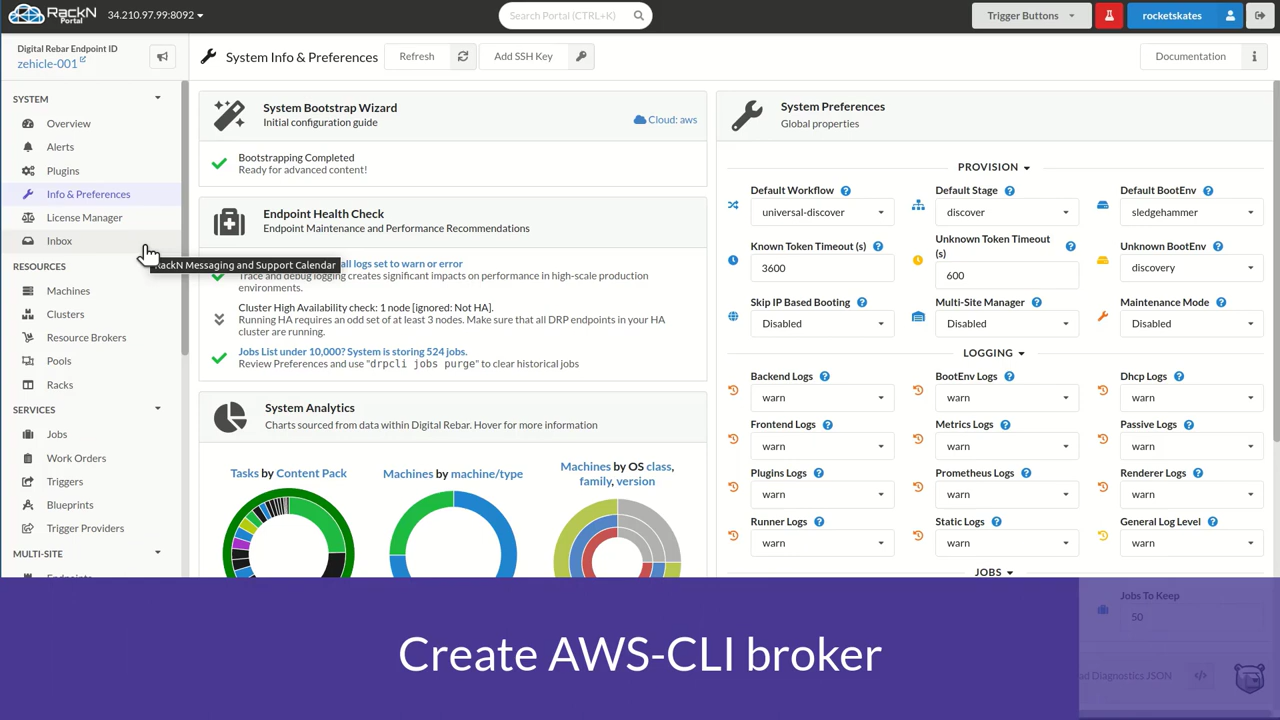 RackN
Portal
34.210.97.99:8092
Search Portal (CTRL+K)
Trigger Buttons
rocketskates
Digital Rebar Endpoint ID
zehicle-001
System Info & Preferences
Refresh
Add SSH Key
Documentation
SYSTEM
Overview
Alerts
Plugins
Info & Preferences
License Manager
Inbox
RackN Messaging and Support Calendar
RESOURCES
Machines
Clusters
Resource Brokers
Pools
Racks
SERVICES
Jobs
Work Orders
Triggers
Blueprints
Trigger Providers
MULTI-SITE
Endpoints
System Bootstrap Wizard
Initial configuration guide
Cloud: aws
Bootstrapping Completed
Ready for advanced content!
Endpoint Health Check
Endpoint Maintenance and Performance Recommendations
all logs set to warn or error
Trace and debug logging creates significant impacts on performance in high-scale production
environments.
Cluster High Availability check: 1 node [ignored: Not HA].
Running HA requires an odd set of at least 3 nodes. Make sure that all DRP endpoints in your HA
cluster are running.
Jobs List under 10,000? System is storing 524 jobs.
Review Preferences and use "drpcli jobs purge" to clear historical jobs
System Analytics
Charts sourced from data within Digital Rebar. Hover for more information
Tasks by Content Pack
Machines by machine/type
Machines by OS class,
family, version
System Preferences
Global properties
PROVISION
Default Workflow
universal-discover
Default Stage
discover
Default BootEnv
sledgehammer
Known Token Timeout (s)
3600
Unknown Token Timeout
(s)
600
Unknown BootEnv
discovery
Skip IP Based Booting
Disabled
Multi-Site Manager
Disabled
Maintenance Mode
Disabled
LOGGING
Backend Logs
warn
BootEnv Logs
warn
Dhcp Logs
warn
Frontend Logs
warn
Metrics Logs
warn
Passive Logs
warn
Plugins Logs
warn
Prometheus Logs
warn
Renderer Logs
warn
Runner Logs
warn
Static Logs
warn
General Log Level
warn
JOBS
Jobs To Keep
50
ad Diagnostics JSON
Create AWS-CLI broker